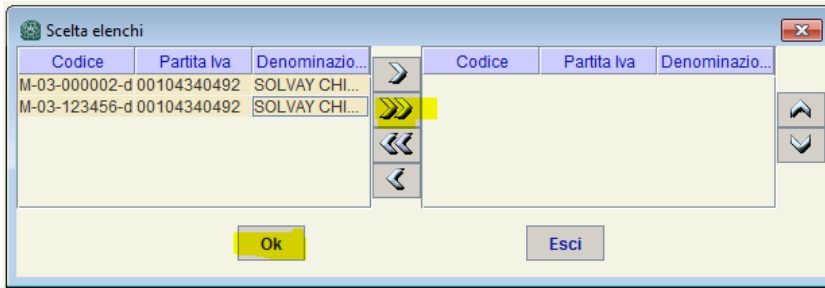 Scelta elenchi
Codice Partita Iva Denominazio... Codice Partita Iva Denominazio...
M-03-000002-d 00104340492 SOLVAY CHI...
M-03-123456-d 00104340492 SOLVAY CHI...
Ok Esci